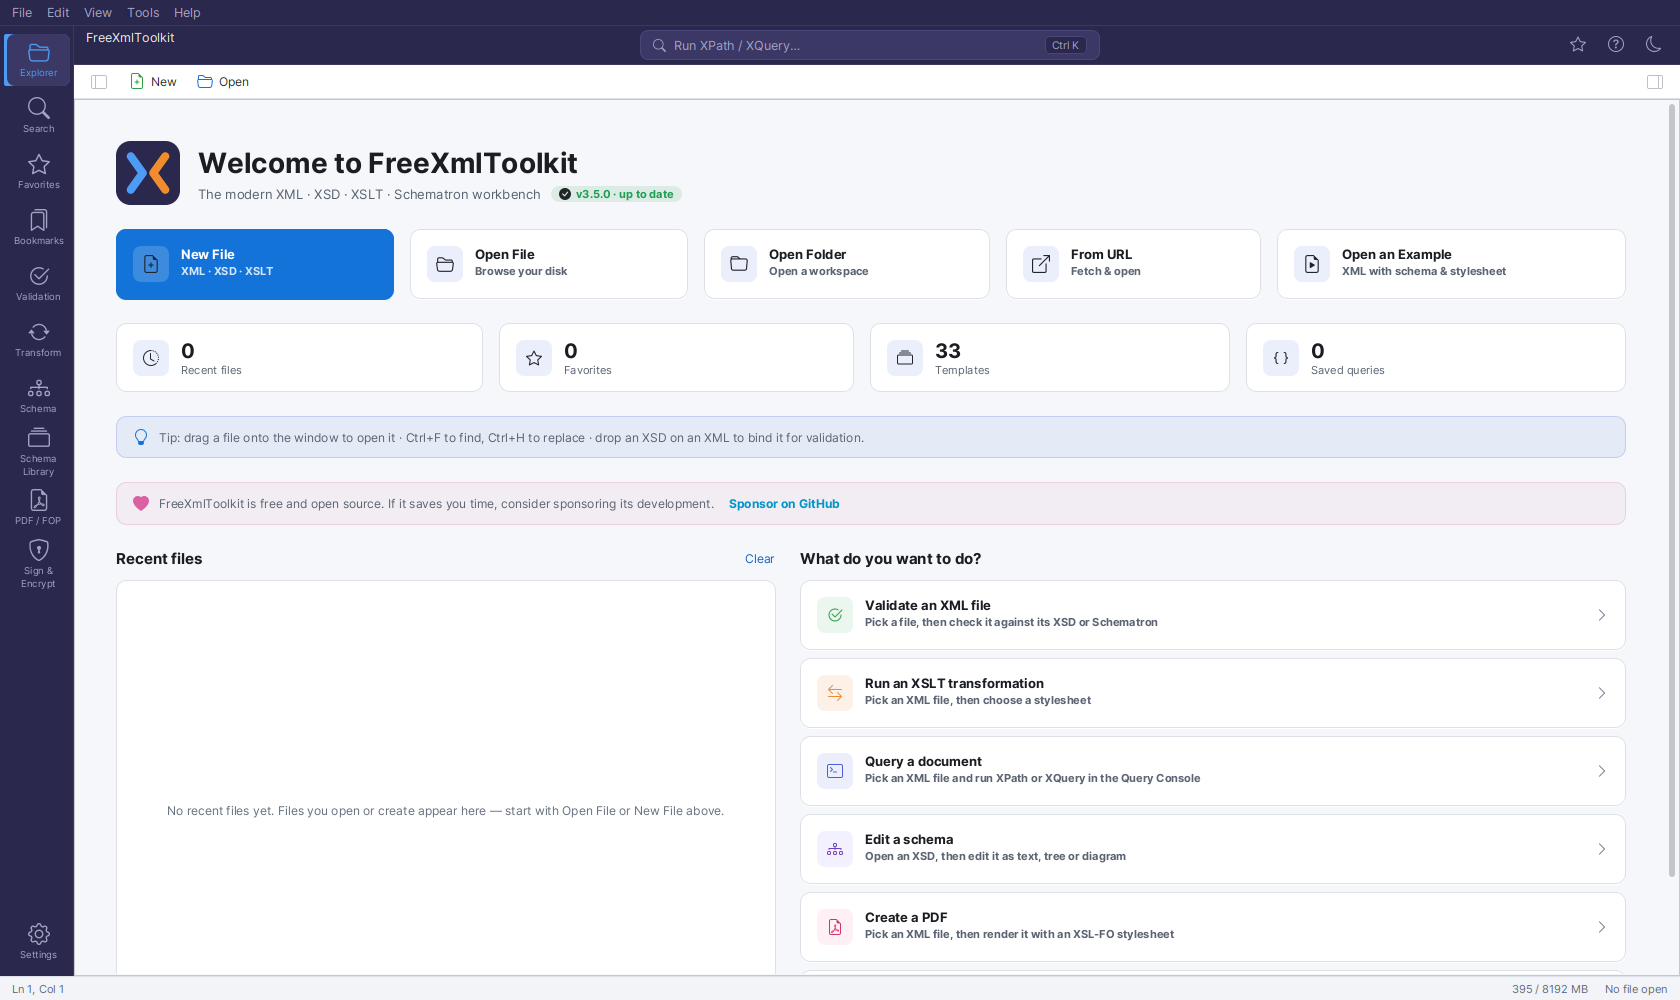 File Edit View Tools Help
FreeXmlToolkit
Run XPath / XQuery...
Ctrl K
Explorer
Search
Favorites
Bookmarks
Validation
Transform
Schema
Schema
Library
PDF / FOP
Sign &
Encrypt
Settings
New
Open
Welcome to FreeXmlToolkit
The modern XML · XSD · XSLT · Schematron workbench
v3.5.0 · up to date
New File
XML · XSD · XSLT
Open File
Browse your disk
Open Folder
Open a workspace
From URL
Fetch & open
Open an Example
XML with schema & stylesheet
0
Recent files
0
Favorites
33
Templates
{ }
0
Saved queries
Tip: drag a file onto the window to open it · Ctrl+F to find, Ctrl+H to replace · drop an XSD on an XML to bind it for validation.
FreeXmlToolkit is free and open source. If it saves you time, consider sponsoring its development. Sponsor on GitHub
Recent files
Clear
No recent files yet. Files you open or create appear here — start with Open File or New File above.
What do you want to do?
Validate an XML file
Pick a file, then check it against its XSD or Schematron
Run an XSLT transformation
Pick an XML file, then choose a stylesheet
Query a document
Pick an XML file and run XPath or XQuery in the Query Console
Edit a schema
Open an XSD, then edit it as text, tree or diagram
Create a PDF
Pick an XML file, then render it with an XSL-FO stylesheet
Ln 1, Col 1
395 / 8192 MB
No file open